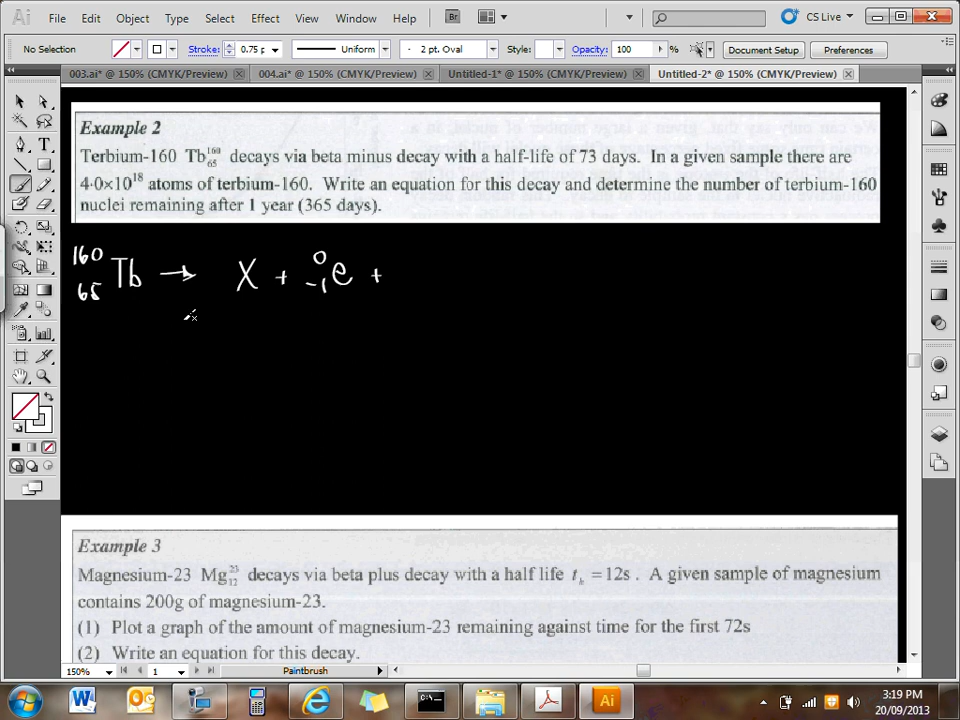 Ai File Edit Object Type Select Effect View Window Help Br CS Live
No Selection Stroke: 0.75 p Uniform 2 pt. Oval Style: Opacity: 100 % Document Setup Preferences
003.ai* @ 150% (CMYK/Preview) 004.ai* @ 150% (CMYK/Preview) Untitled-1* @ 150% (CMYK/Preview) Untitled-2* @ 150% (CMYK/Preview)
Example 2
Terbium-160 Tb¹⁶⁰₆₅ decays via beta minus decay with a half-life of 73 days. In a given sample there are
4·0×10¹⁸ atoms of terbium-160. Write an equation for this decay and determine the number of terbium-160
nuclei remaining after 1 year (365 days).
¹⁶⁰₆₅Tb → X + ⁰₋₁e +
Example 3
Magnesium-23 Mg²³₁₂ decays via beta plus decay with a half life t = 12s. A given sample of magnesium
contains 200g of magnesium-23.
(1) Plot a graph of the amount of magnesium-23 remaining against time for the first 72s
(2) Write an equation for this decay.
150% 1 Paintbrush
3:19 PM
20/09/2013